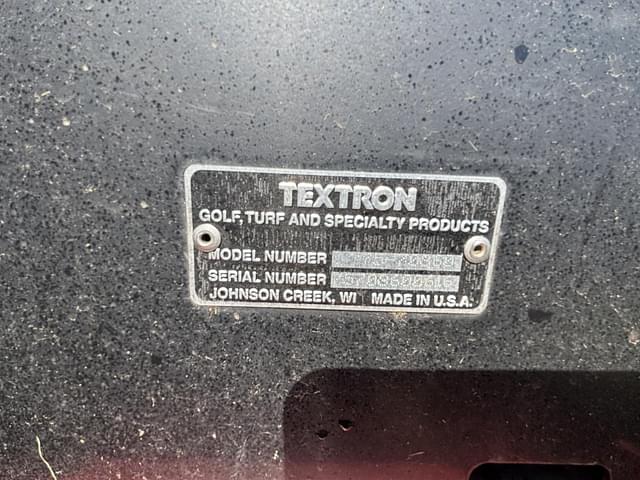 TEXTRON
GOLF, TURF AND SPECIALTY PRODUCTS
MODEL NUMBER
SERIAL NUMBER
JOHNSON CREEK, WI MADE IN U.S.A.